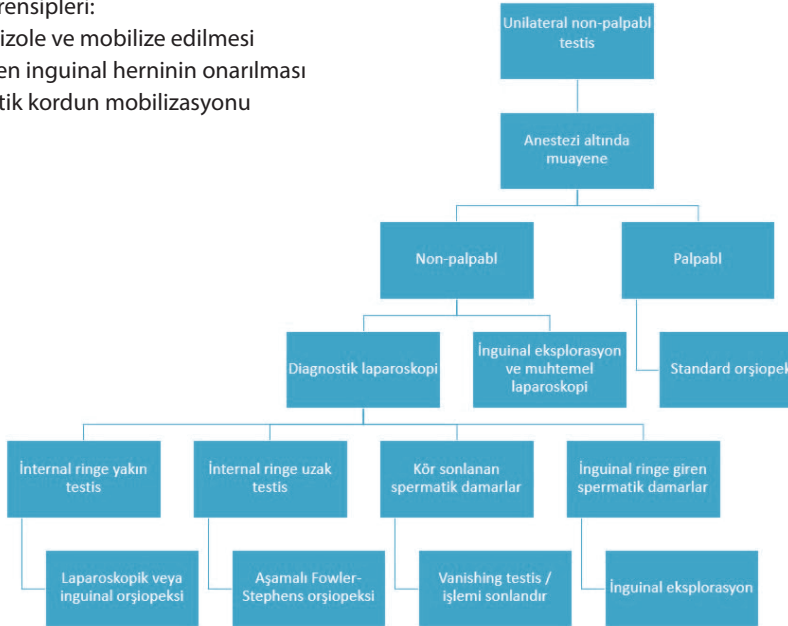 prensipleri:
izole ve mobilize edilmesi
en inguinal herninin onarılması
tik kordun mobilizasyonu
Unilateral non-palpabl
testis
Anestezi altında
muayene
Non-palpabl
Palpabl
Diagnostik laparoskopi
İnguinal eksplorasyon
ve muhtemel
laparoskopi
Standard orşiopek
İnternal ringe yakın
testis
İnternal ringe uzak
testis
Kör sonlanan
spermatik damarlar
İnguinal ringe giren
spermatik damarlar
Laparoskopik veya
inguinal orşiopeksi
Aşamalı Fowler-
Stephens orşiopeksi
Vanishing testis /
işlemi sonlandır
İnguinal eksplorasyon